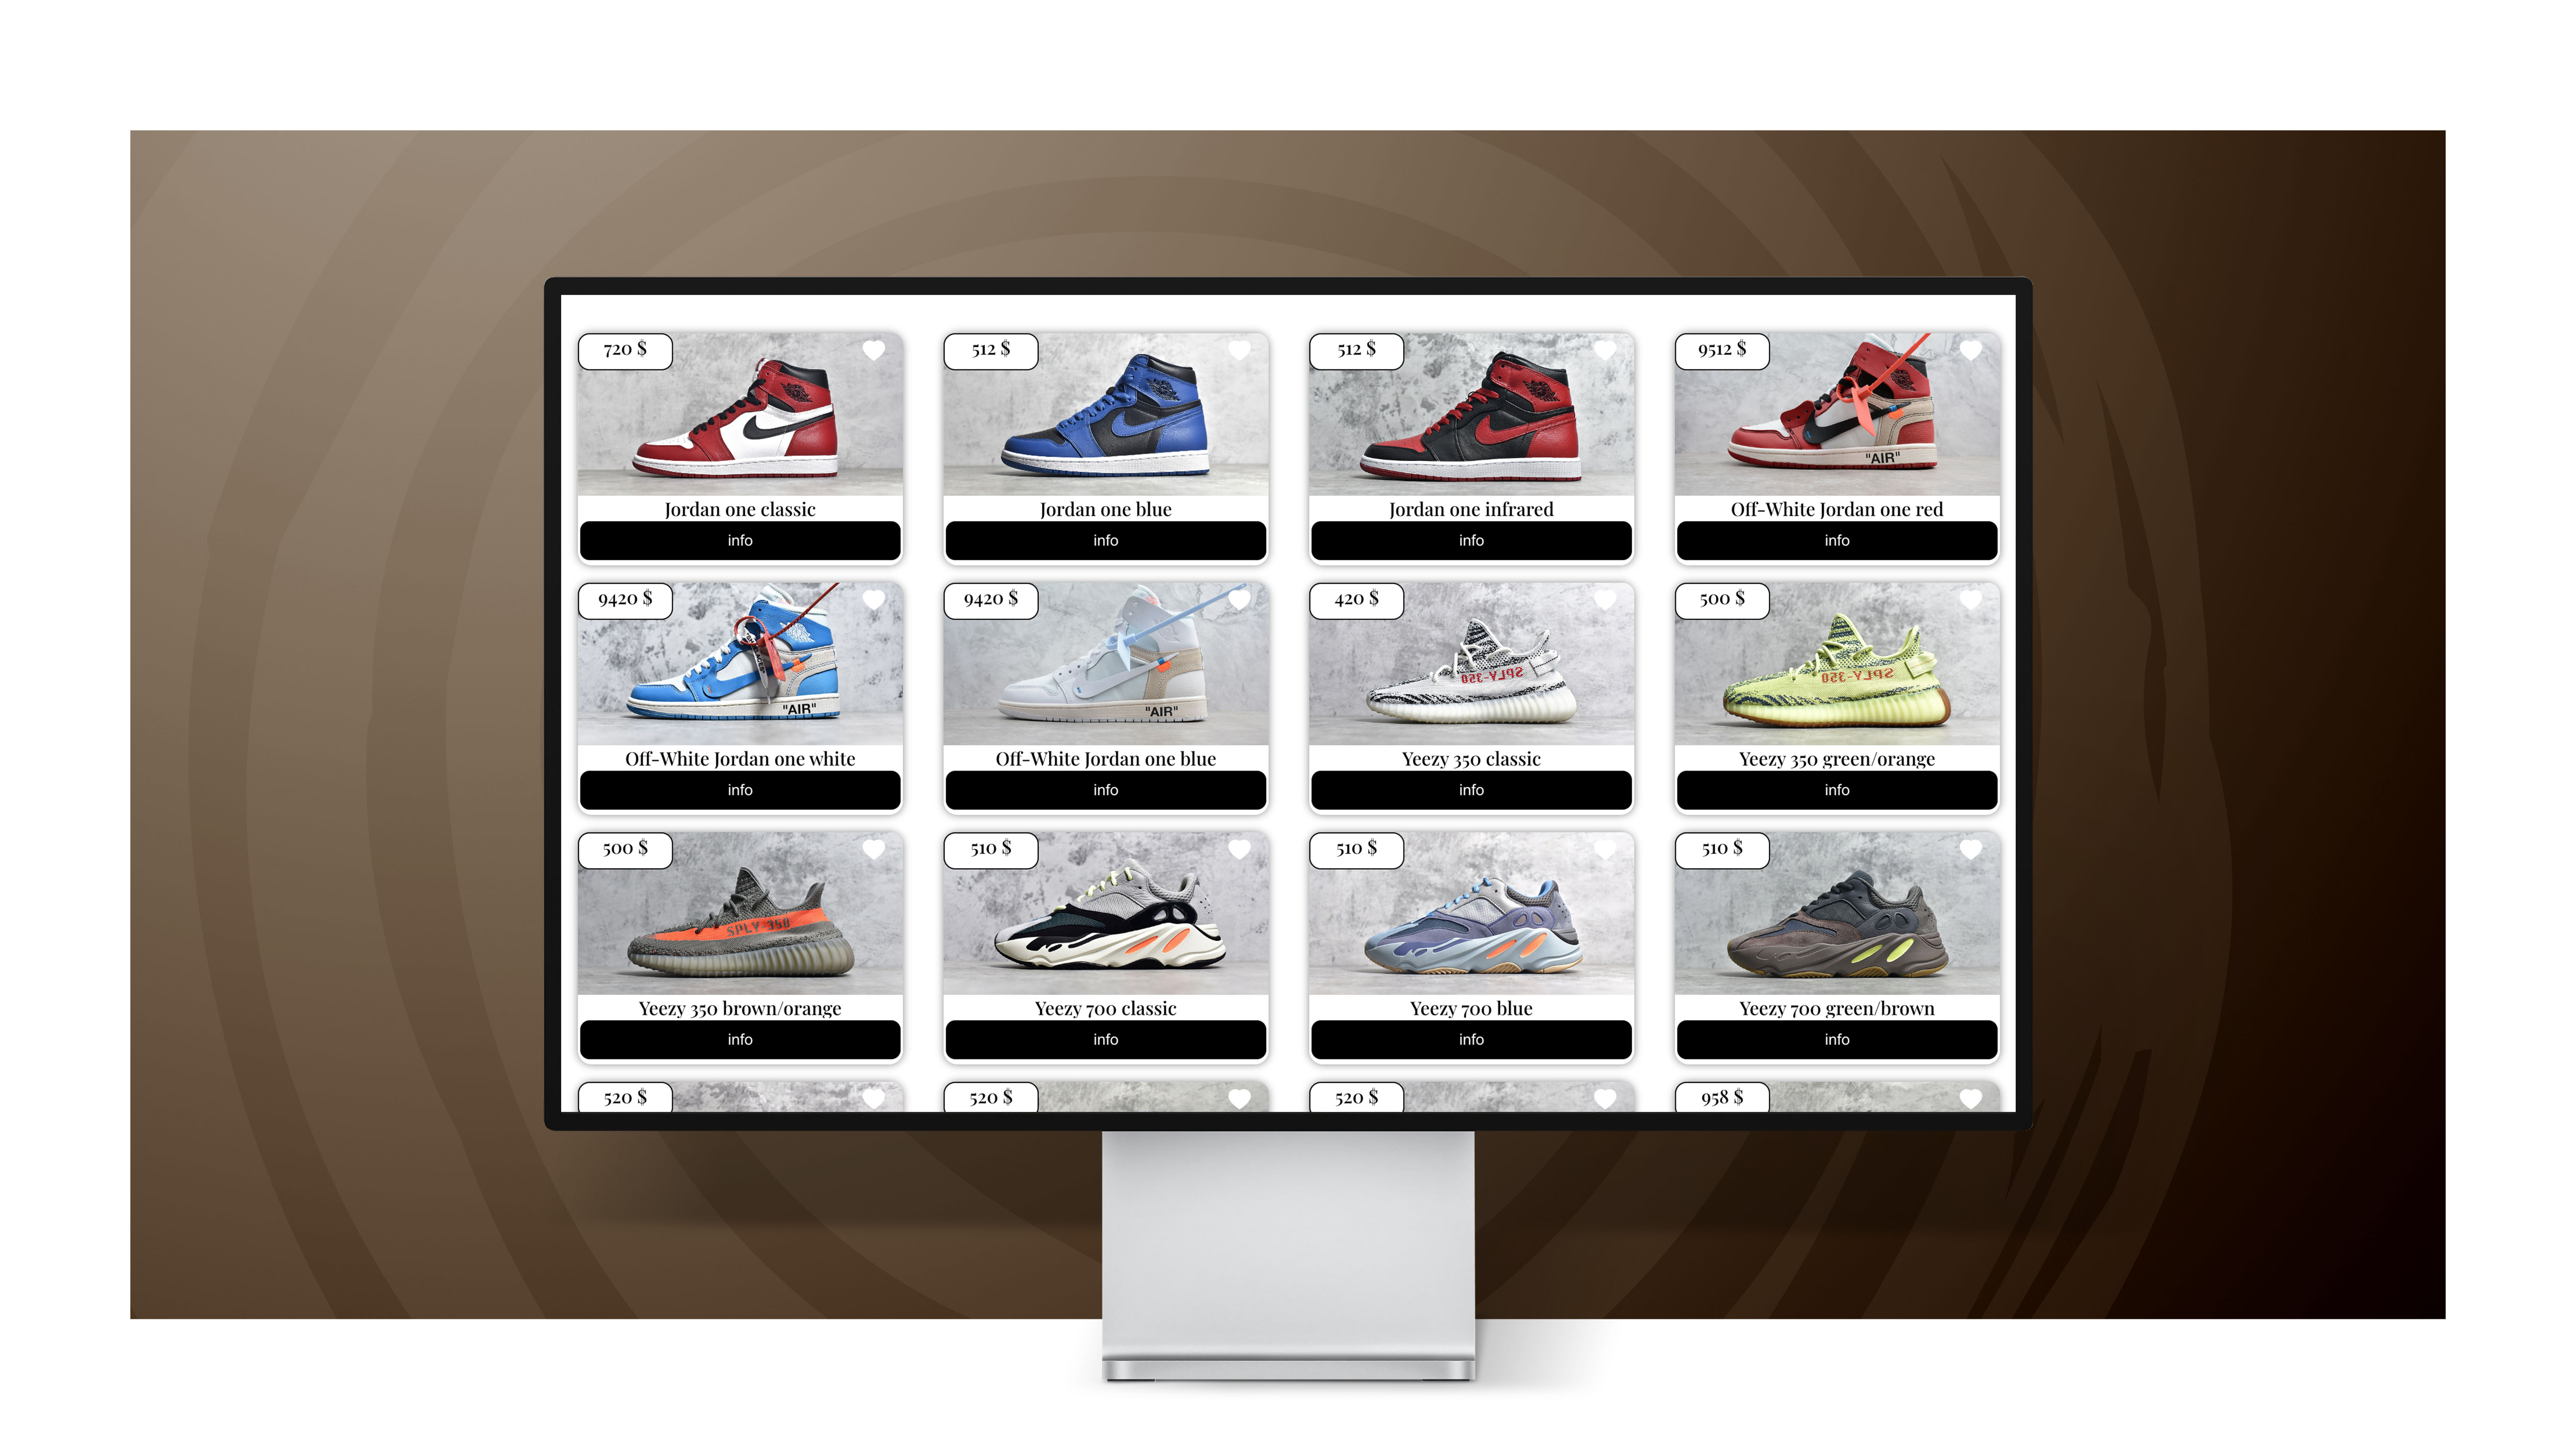 720 $
512 $
512 $
9512 $
"AIR"
Jordan one classic
Jordan one blue
Jordan one infrared
Off-White Jordan one red
info
info
info
info
9420 $
9420 $
420 $
500 $
SPLY-350
SPLY-350
"AIR"
"AIR"
Off-White Jordan one white
Off-White Jordan one blue
Yeezy 350 classic
Yeezy 350 green/orange
info
info
info
info
500 $
510 $
510 $
510 $
SPLY-350
Yeezy 350 brown/orange
Yeezy 700 classic
Yeezy 700 blue
Yeezy 700 green/brown
info
info
info
info
520 $
520 $
520 $
958 $